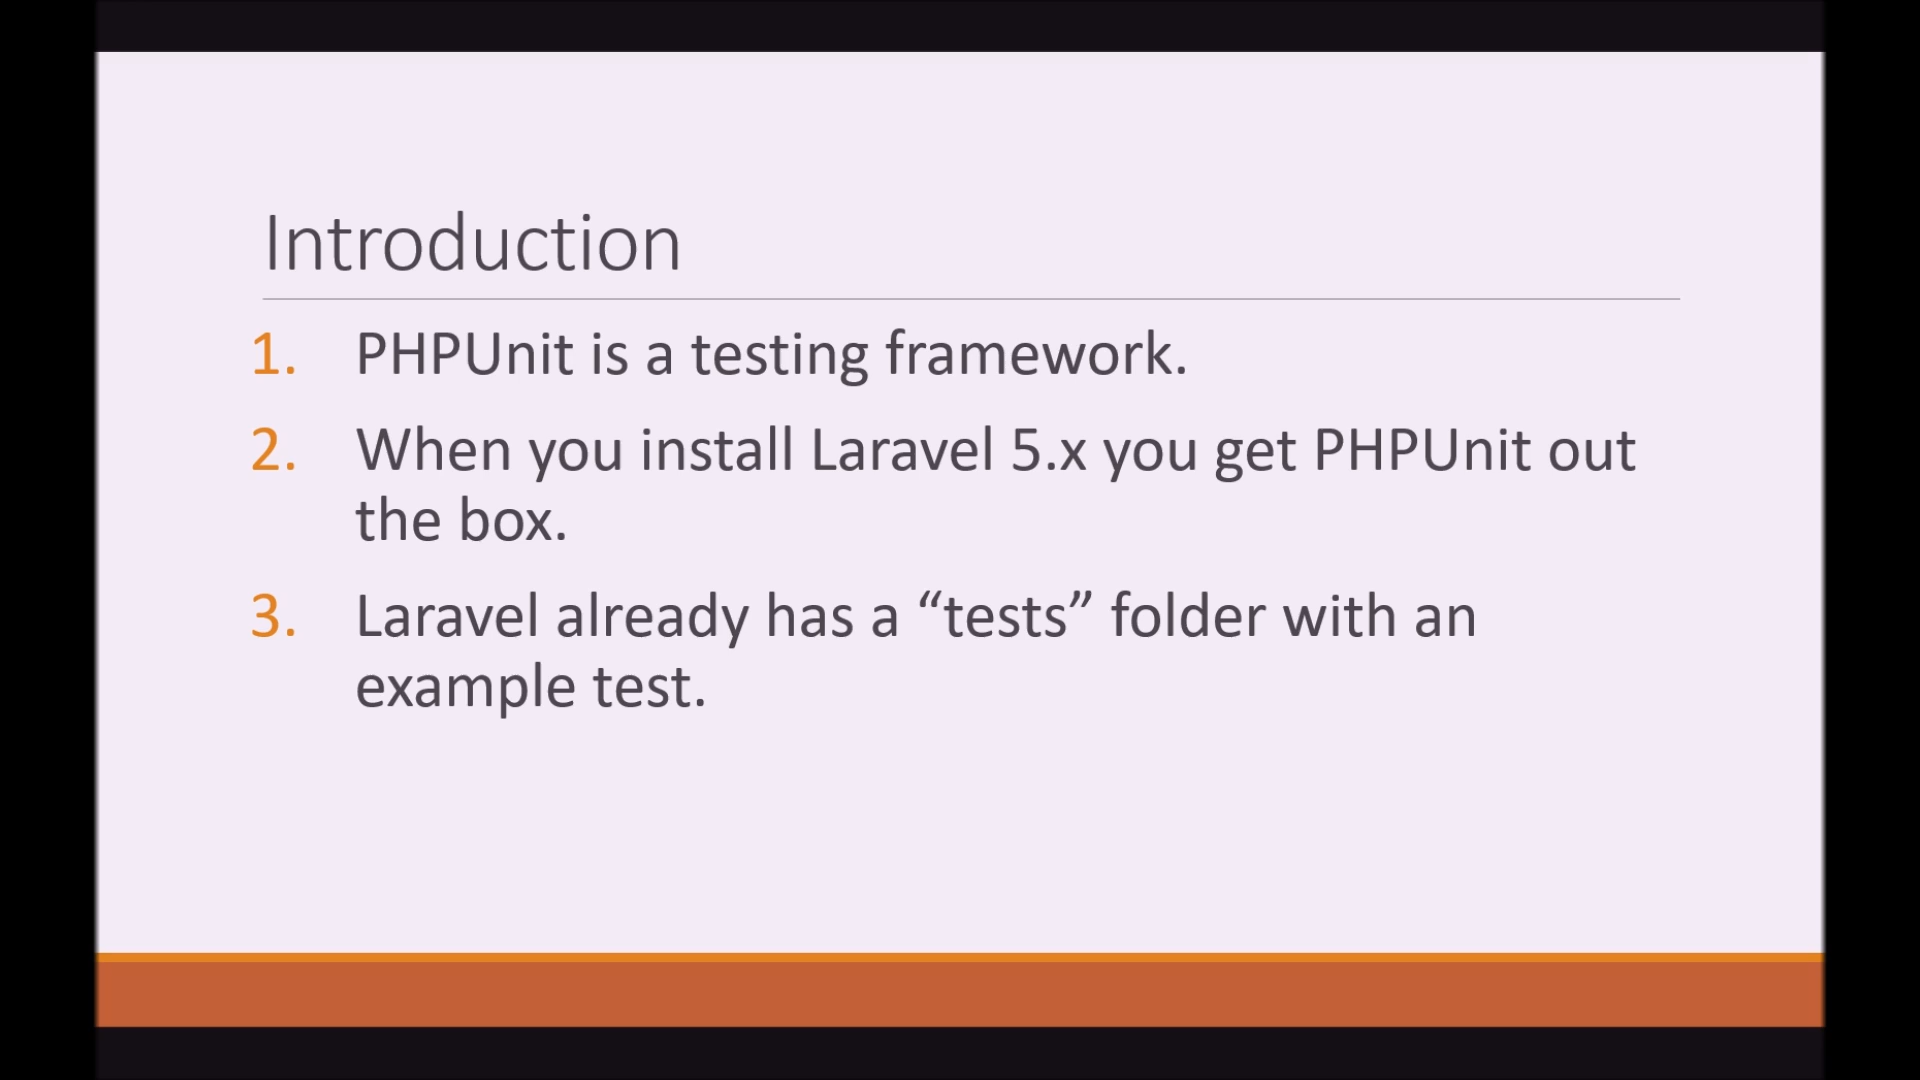 Introduction
1. PHPUnit is a testing framework.
2. When you install Laravel 5.x you get PHPUnit out
the box.
3. Laravel already has a “tests” folder with an
example test.